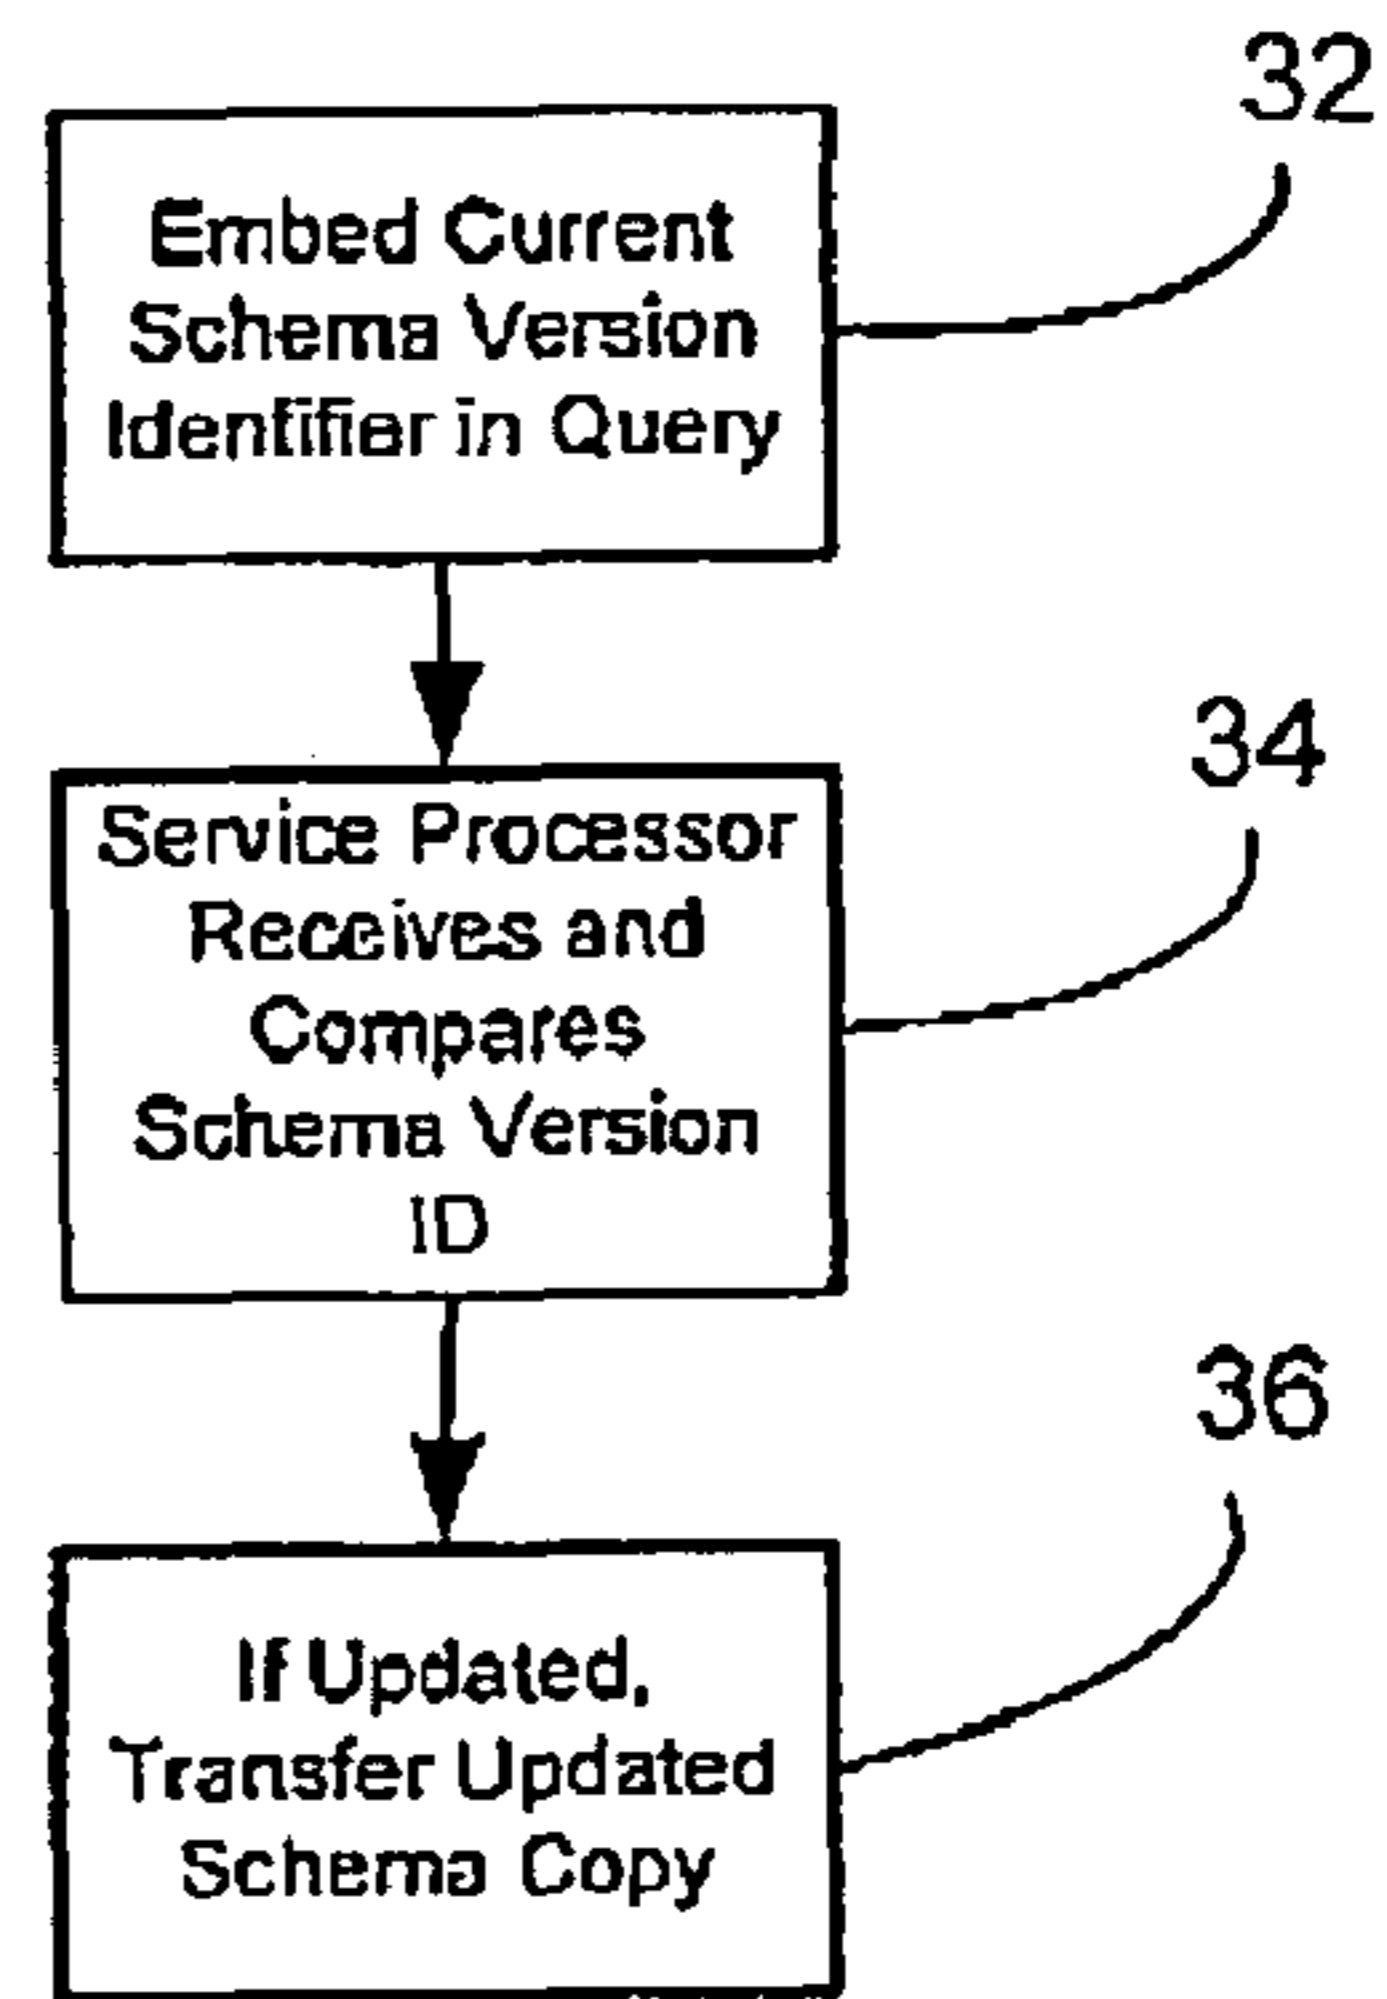 32
Embed Current
Schema Version
Identifier in Query
34
Service Processor
Receives and
Compares
Schema Version
ID
36
If Updated,
Transfer Updated
Schema Copy